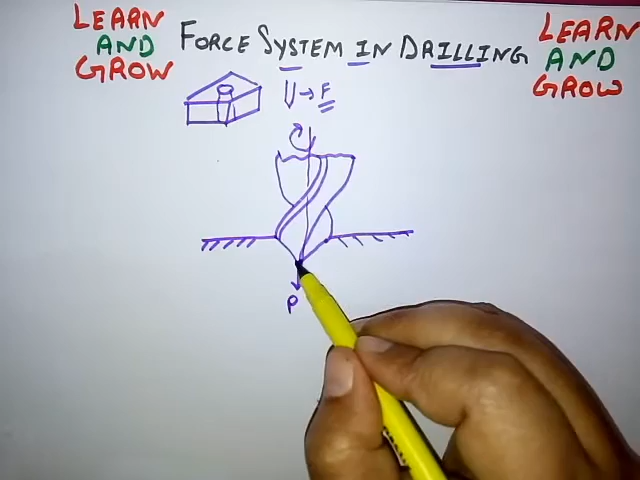 LEARN
AND
GROW
FORCE SYSTEM IN DRILLING
LEARN
AND
GROW
F
P